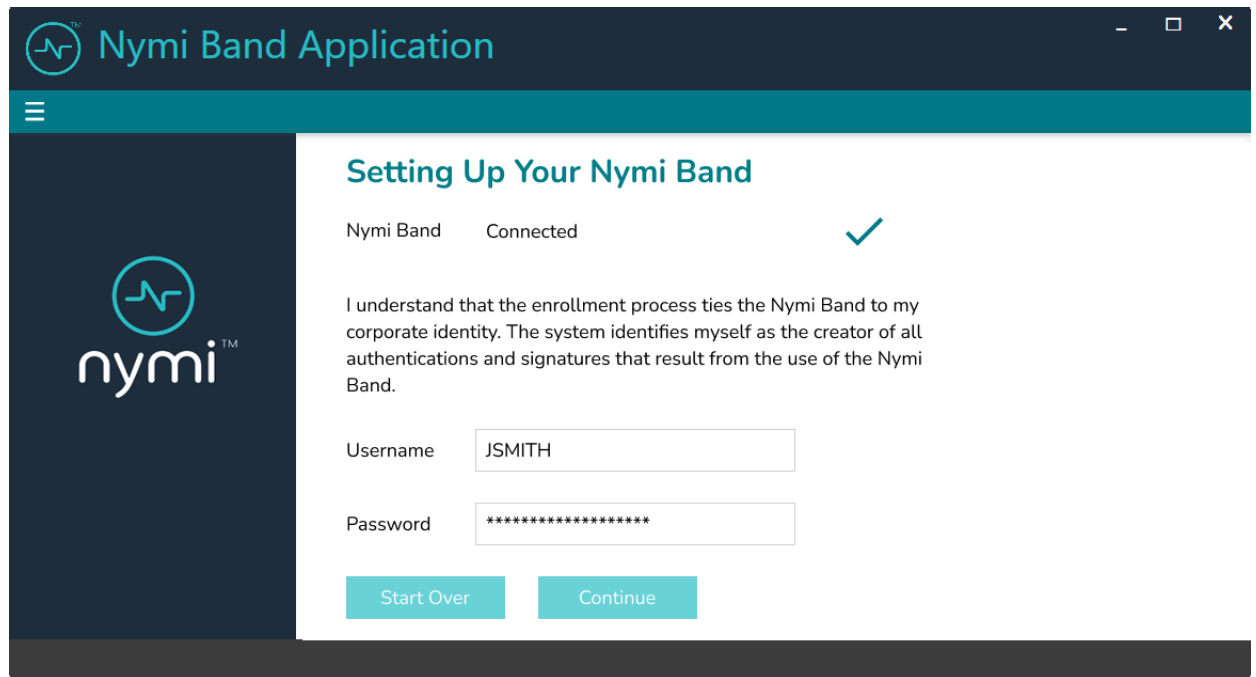 Nymi Band Application
Setting Up Your Nymi Band
Nymi Band Connected
I understand that the enrollment process ties the Nymi Band to my
corporate identity. The system identifies myself as the creator of all
authentications and signatures that result from the use of the Nymi
Band.
nymi™
Username JSMITH
Password *******************
Start Over Continue